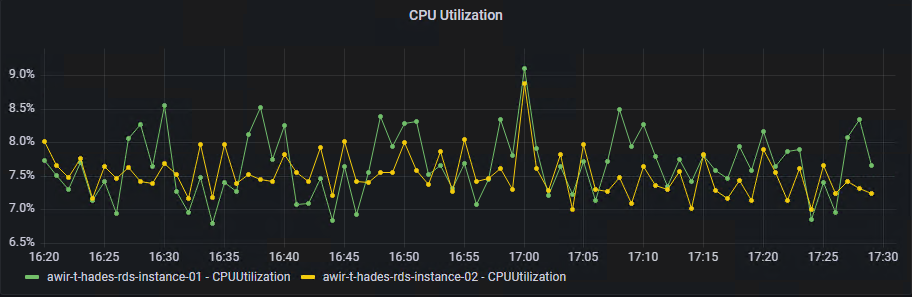 CPU Utilization
9.0%
8.5%
8.0%
7.5%
7.0%
6.5%
16:20 16:25 16:30 16:35 16:40 16:45 16:50 16:55 17:00 17:05 17:10 17:15 17:20 17:25 17:30
awir-t-hades-rds-instance-01 - CPUUtilization awir-t-hades-rds-instance-02 - CPUUtilization